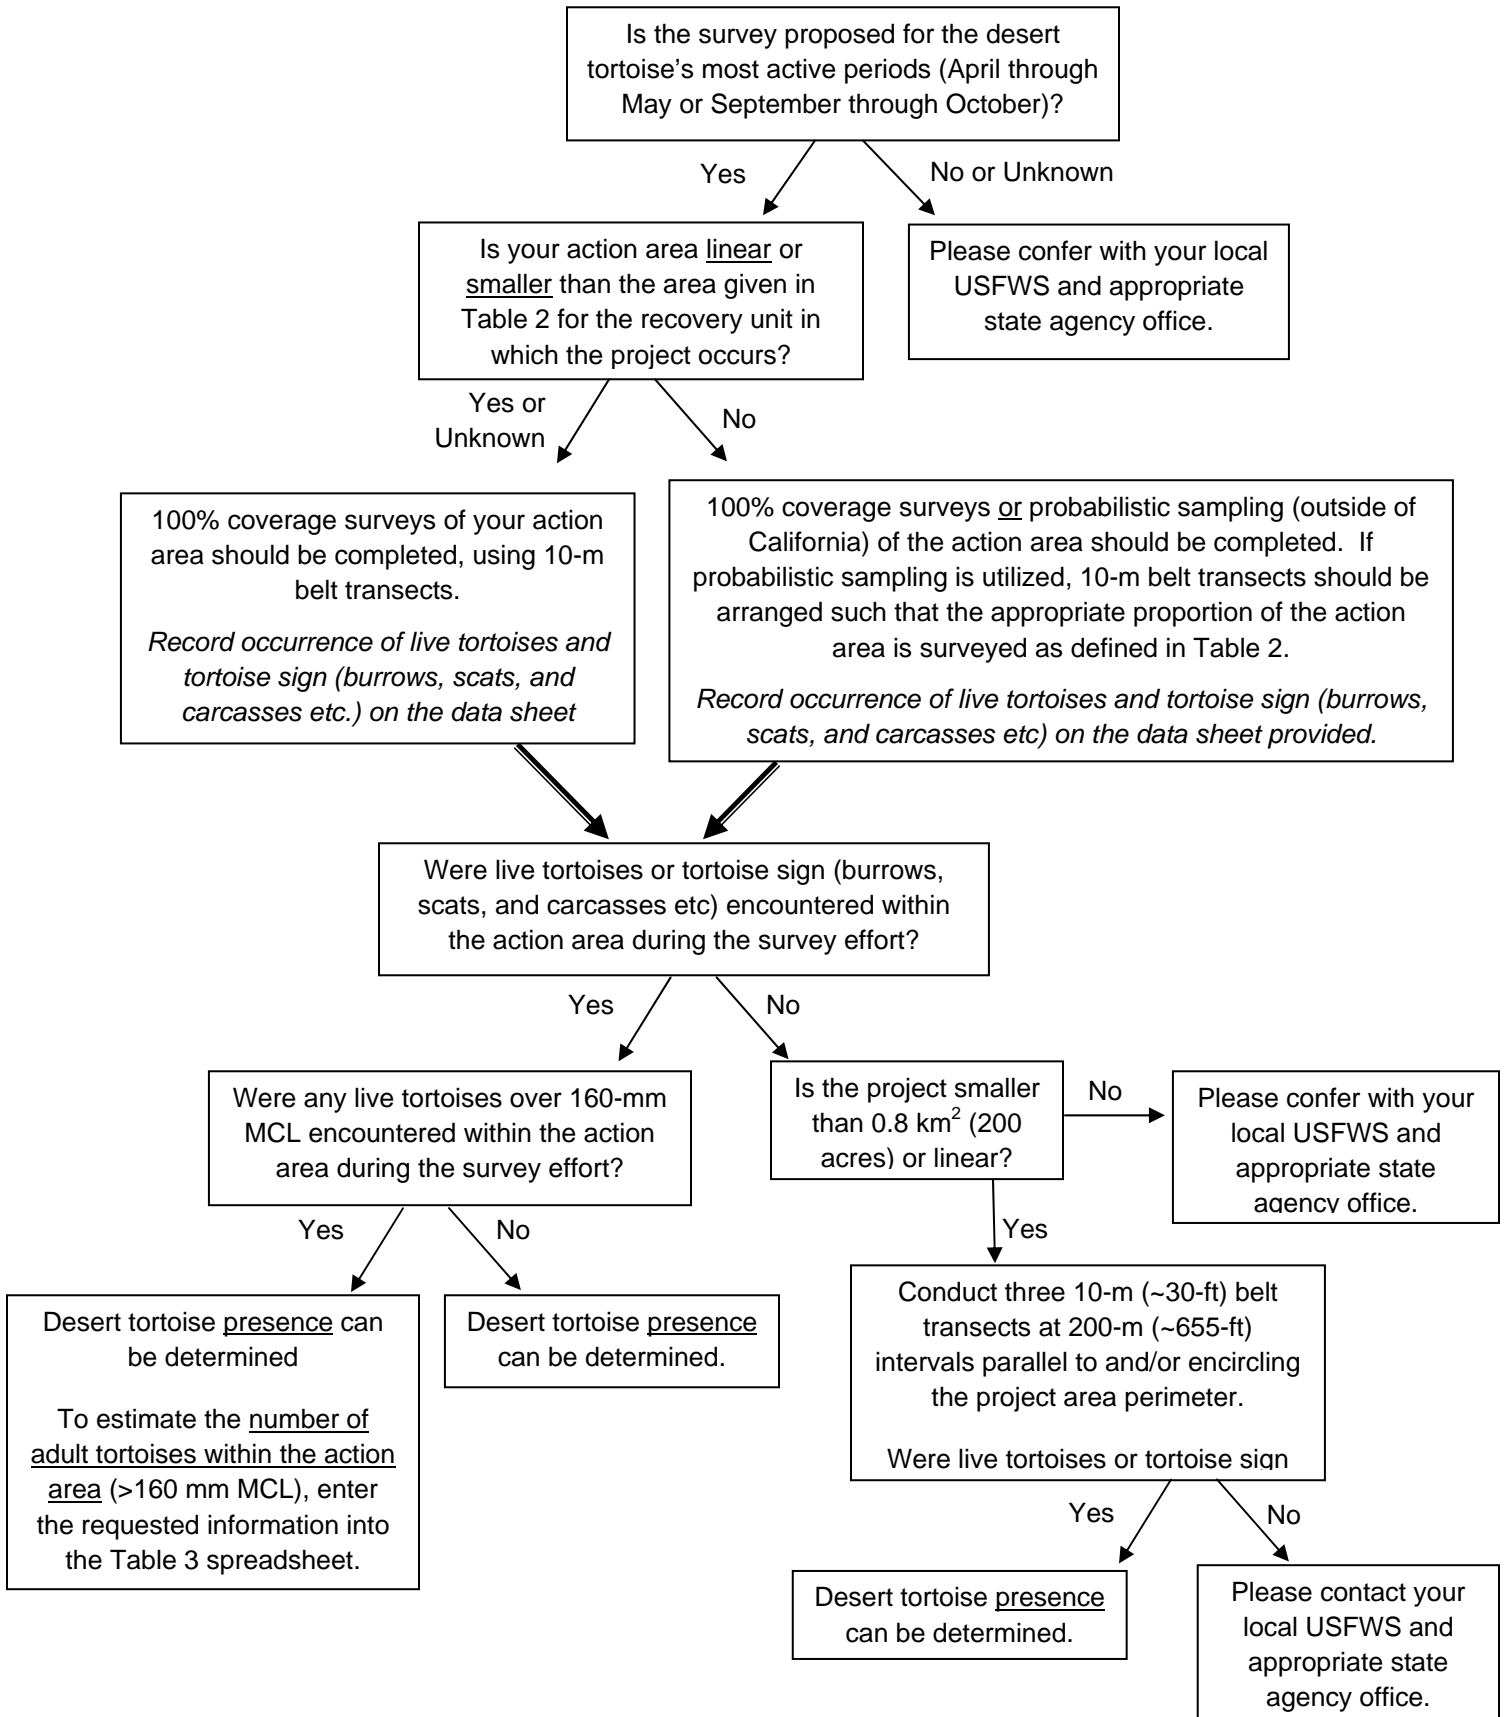 Is the survey proposed for the desert
tortoise's most active periods (April through
May or September through October)?
Yes
No or Unknown
Is your action area linear or
smaller than the area given in
Table 2 for the recovery unit in
which the project occurs?
Please confer with your local
USFWS and appropriate
state agency office.
Yes or
Unknown
No
100% coverage surveys of your action
area should be completed, using 10-m
belt transects.
Record occurrence of live tortoises and
tortoise sign (burrows, scats, and
carcasses etc.) on the data sheet
100% coverage surveys or probabilistic sampling (outside of
California) of the action area should be completed.  If
probabilistic sampling is utilized, 10-m belt transects should be
arranged such that the appropriate proportion of the action
area is surveyed as defined in Table 2.
Record occurrence of live tortoises and tortoise sign (burrows,
scats, and carcasses etc) on the data sheet provided.
Were live tortoises or tortoise sign (burrows,
scats, and carcasses etc) encountered within
the action area during the survey effort?
Yes
No
Were any live tortoises over 160-mm
MCL encountered within the action
area during the survey effort?
Is the project smaller
than 0.8 km² (200
acres) or linear?
No
Please confer with your
local USFWS and
appropriate state
agency office.
Yes
No
Yes
Desert tortoise presence can
be determined
To estimate the number of
adult tortoises within the action
area (>160 mm MCL), enter
the requested information into
the Table 3 spreadsheet.
Desert tortoise presence
can be determined.
Conduct three 10-m (~30-ft) belt
transects at 200-m (~655-ft)
intervals parallel to and/or encircling
the project area perimeter.
Were live tortoises or tortoise sign
Yes
No
Desert tortoise presence
can be determined.
Please contact your
local USFWS and
appropriate state
agency office.